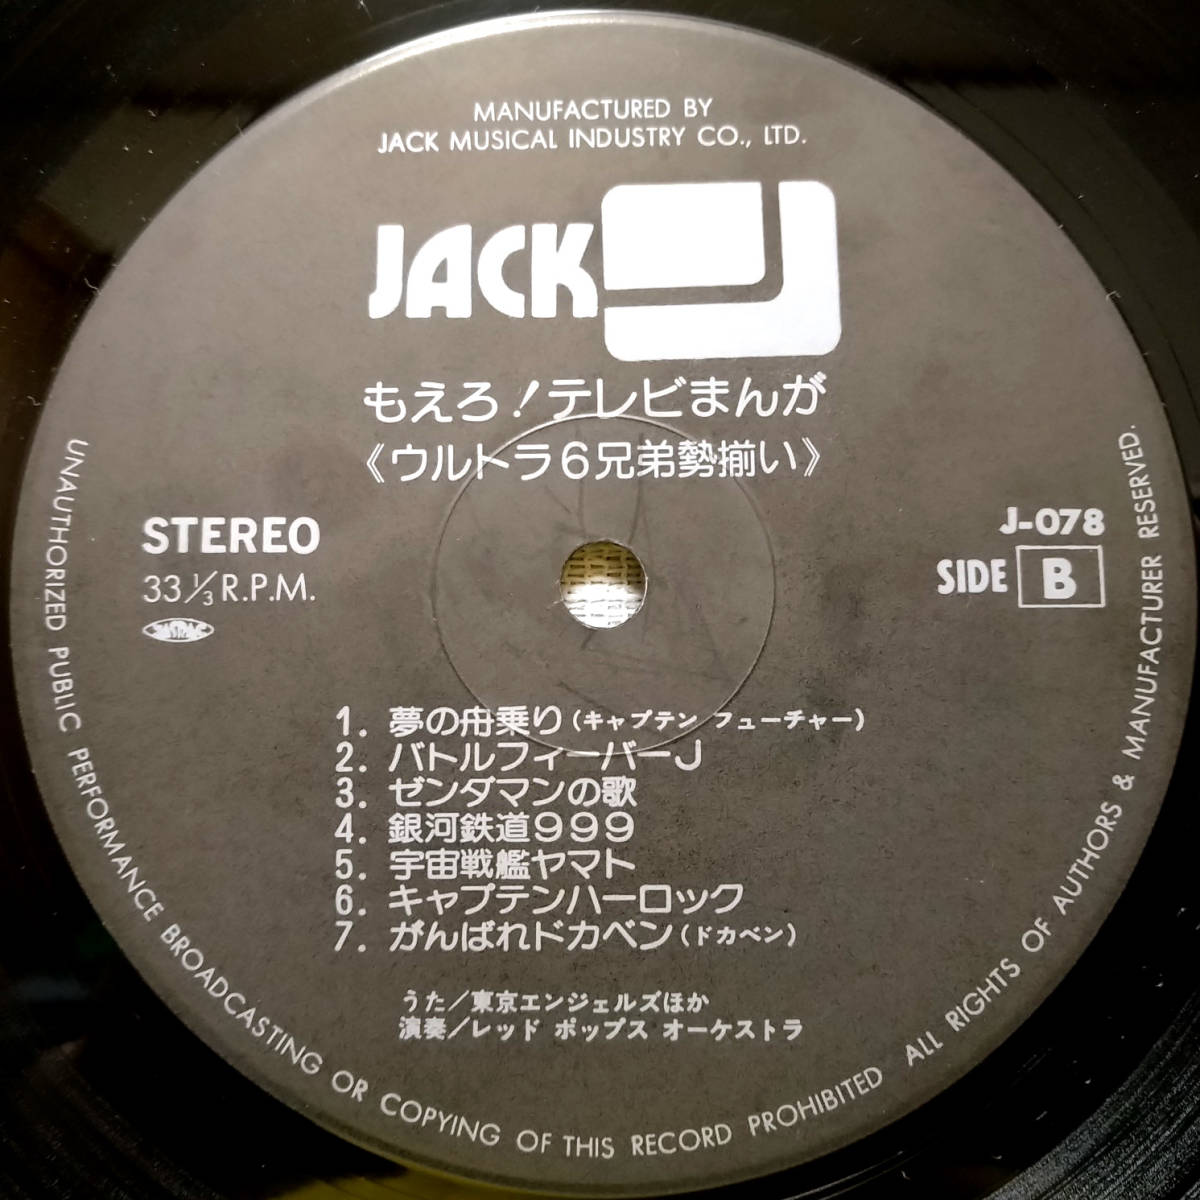 MANUFACTURED BY
JACK MUSICAL INDUSTRY CO., LTD.
JACK
もえろ！テレビまんが
《ウルトラ6兄弟勢揃い》
STEREO
33 1/3 R.P.M.
JASRAC
J-078
SIDE B
1. 夢の舟乗り(キャプテン フューチャー)
2. バトルフィーバーJ
3. ゼンダマンの歌
4. 銀河鉄道999
5. 宇宙戦艦ヤマト
6. キャプテンハーロック
7. がんばれドカベン(ドカベン)
うた/東京エンジェルズほか
演奏/レッド ポップス オーケストラ
UNAUTHORIZED PUBLIC PERFORMANCE BROADCASTING OR COPYING OF THIS RECORD PROHIBITED ALL RIGHTS OF AUTHORS & MANUFACTURER RESERVED.